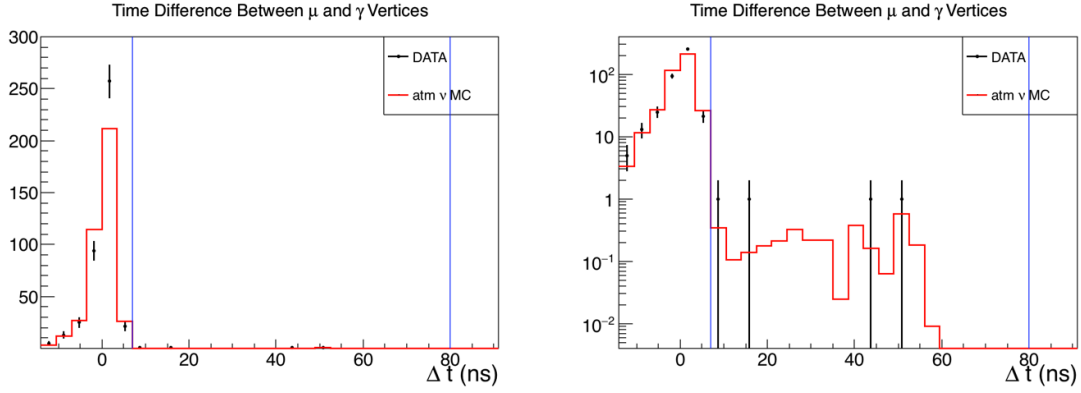 Time Difference Between μ and γ Vertices
300
250
200
150
100
50
0 20 40 60 80
Δ t (ns)
DATA
atm ν MC
Time Difference Between μ and γ Vertices
10²
10
1
10⁻¹
10⁻²
0 20 40 60 80
Δ t (ns)
DATA
atm ν MC